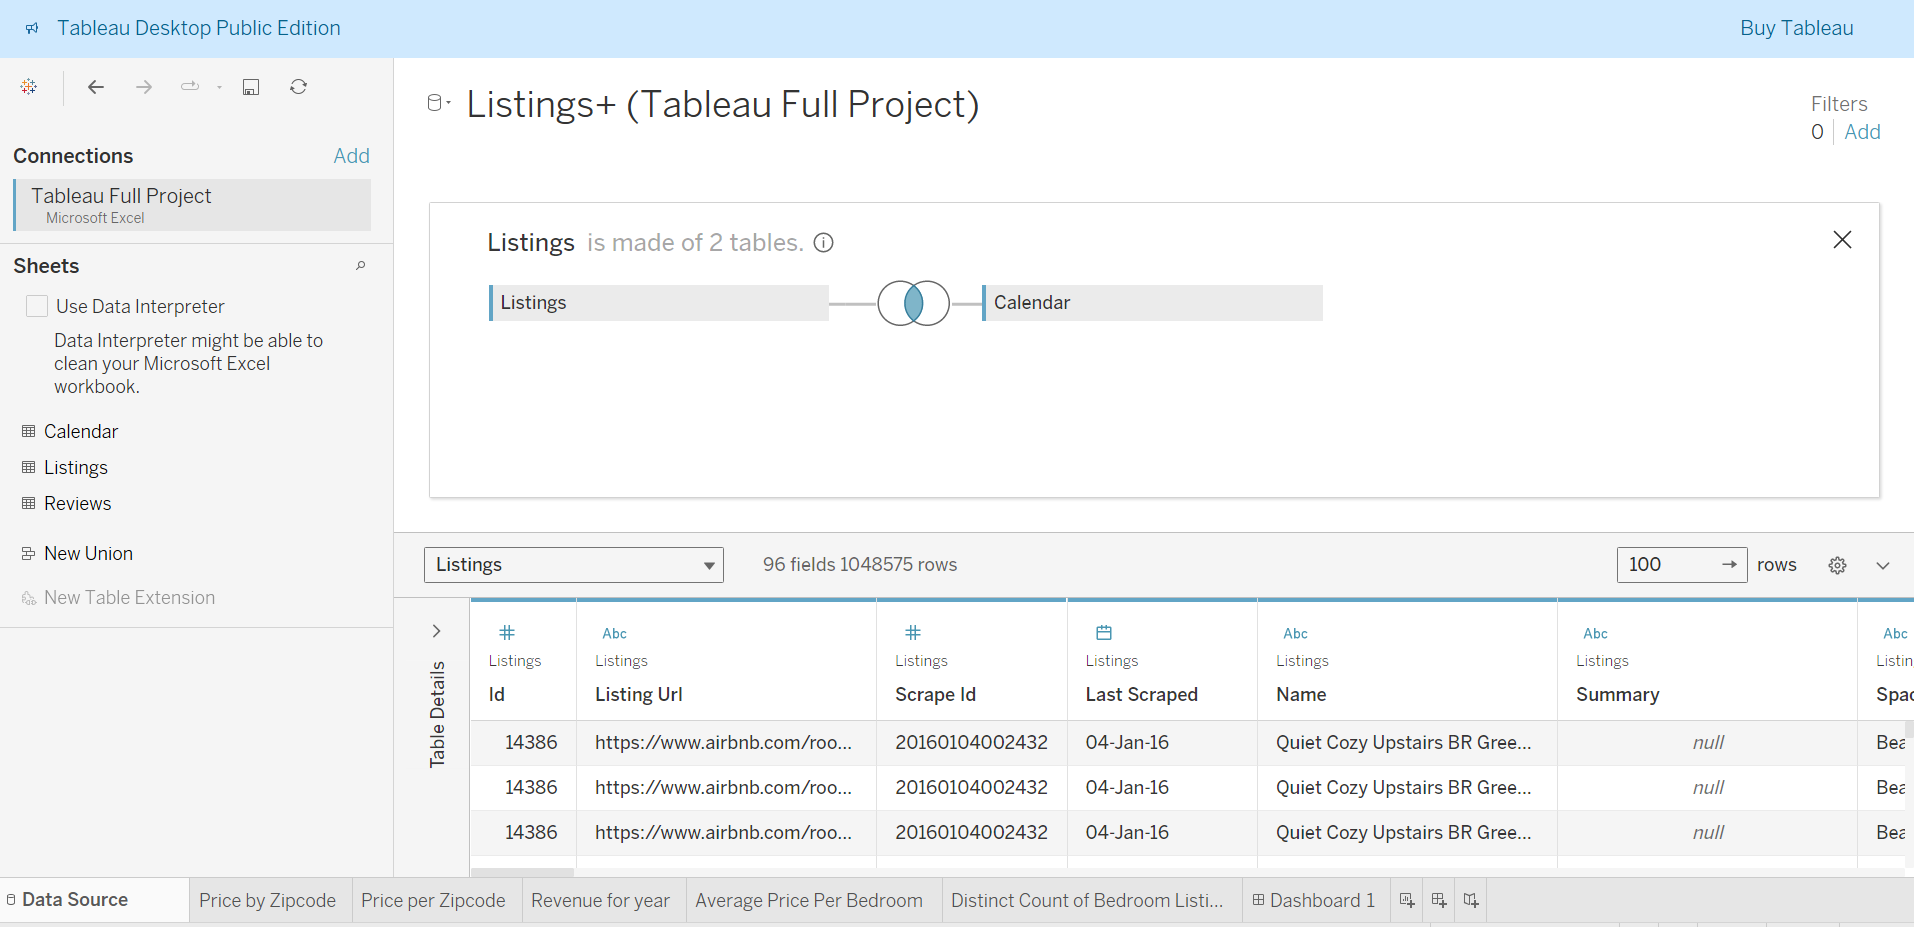 Tableau Desktop Public Edition
Buy Tableau
Connections
Add
Tableau Full Project
Microsoft Excel
Sheets
Use Data Interpreter
Data Interpreter might be able to
clean your Microsoft Excel
workbook.
Calendar
Listings
Reviews
New Union
New Table Extension
Listings+ (Tableau Full Project)
Filters
0 Add
Listings is made of 2 tables.
Listings
Calendar
Listings
96 fields 1048575 rows
100
rows
Table Details
# Abc # Abc Abc Abc
Listings Listings Listings Listings Listings Listings Listin
Id Listing Url Scrape Id Last Scraped Name Summary Spac
14386 https://www.airbnb.com/roo... 20160104002432 04-Jan-16 Quiet Cozy Upstairs BR Gree... null Bea
14386 https://www.airbnb.com/roo... 20160104002432 04-Jan-16 Quiet Cozy Upstairs BR Gree... null Bea
14386 https://www.airbnb.com/roo... 20160104002432 04-Jan-16 Quiet Cozy Upstairs BR Gree... null Bea
Data Source Price by Zipcode Price per Zipcode Revenue for year Average Price Per Bedroom Distinct Count of Bedroom Listi... Dashboard 1